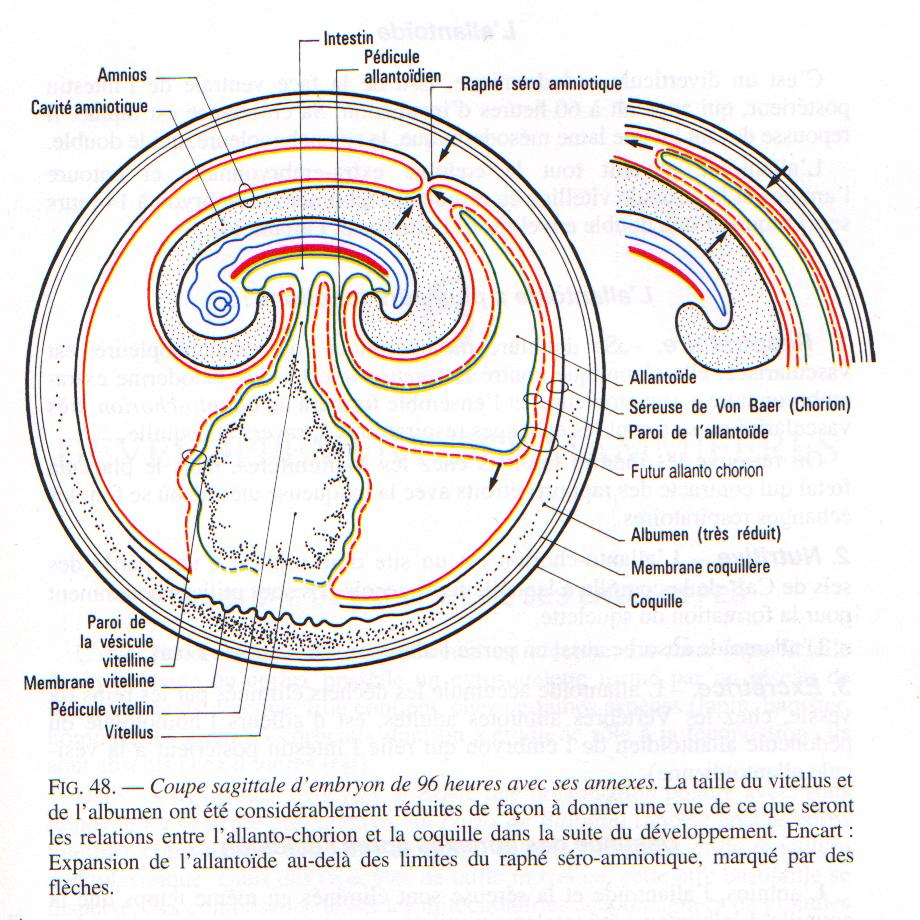 Intestin
Pédicule
allantoïdien
Amnios
Raphé séro amniotique
Cavité amniotique
Allantoïde
Séreuse de Von Baer (Chorion)
Paroi de l'allantoïde
Futur allanto chorion
Albumen (très réduit)
Membrane coquillère
Coquille
Paroi de
la vésicule
vitelline
Membrane vitelline
Pédicule vitellin
Vitellus
FIG. 48. — Coupe sagittale d'embryon de 96 heures avec ses annexes. La taille du vitellus et
de l'albumen ont été considérablement réduites de façon à donner une vue de ce que seront
les relations entre l'allanto-chorion et la coquille dans la suite du développement. Encart :
Expansion de l'allantoïde au-delà des limites du raphé séro-amniotique, marqué par des
flèches.